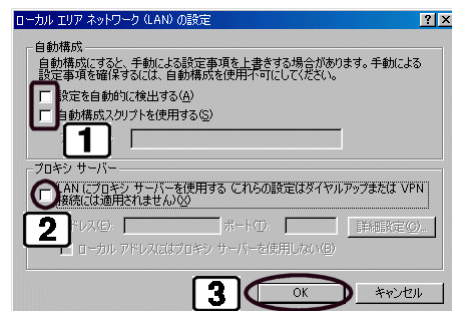 ローカル エリア ネットワーク (LAN) の設定
自動構成
自動構成にすると、手動による設定事項を上書きする場合があります。手動による
設定事項を確保するには、自動構成を使用不可にしてください。
設定を自動的に検出する(A)
自動構成スクリプトを使用する(S)
1
プロキシ サーバー
LAN にプロキシ サーバーを使用する (これらの設定はダイヤルアップまたは VPN
接続には適用されません)(X)
2
ドレス(E):
ポート(T):
詳細設定(C)...
ローカル アドレスにはプロキシ サーバーを使用しない(B)
3
OK
キャンセル